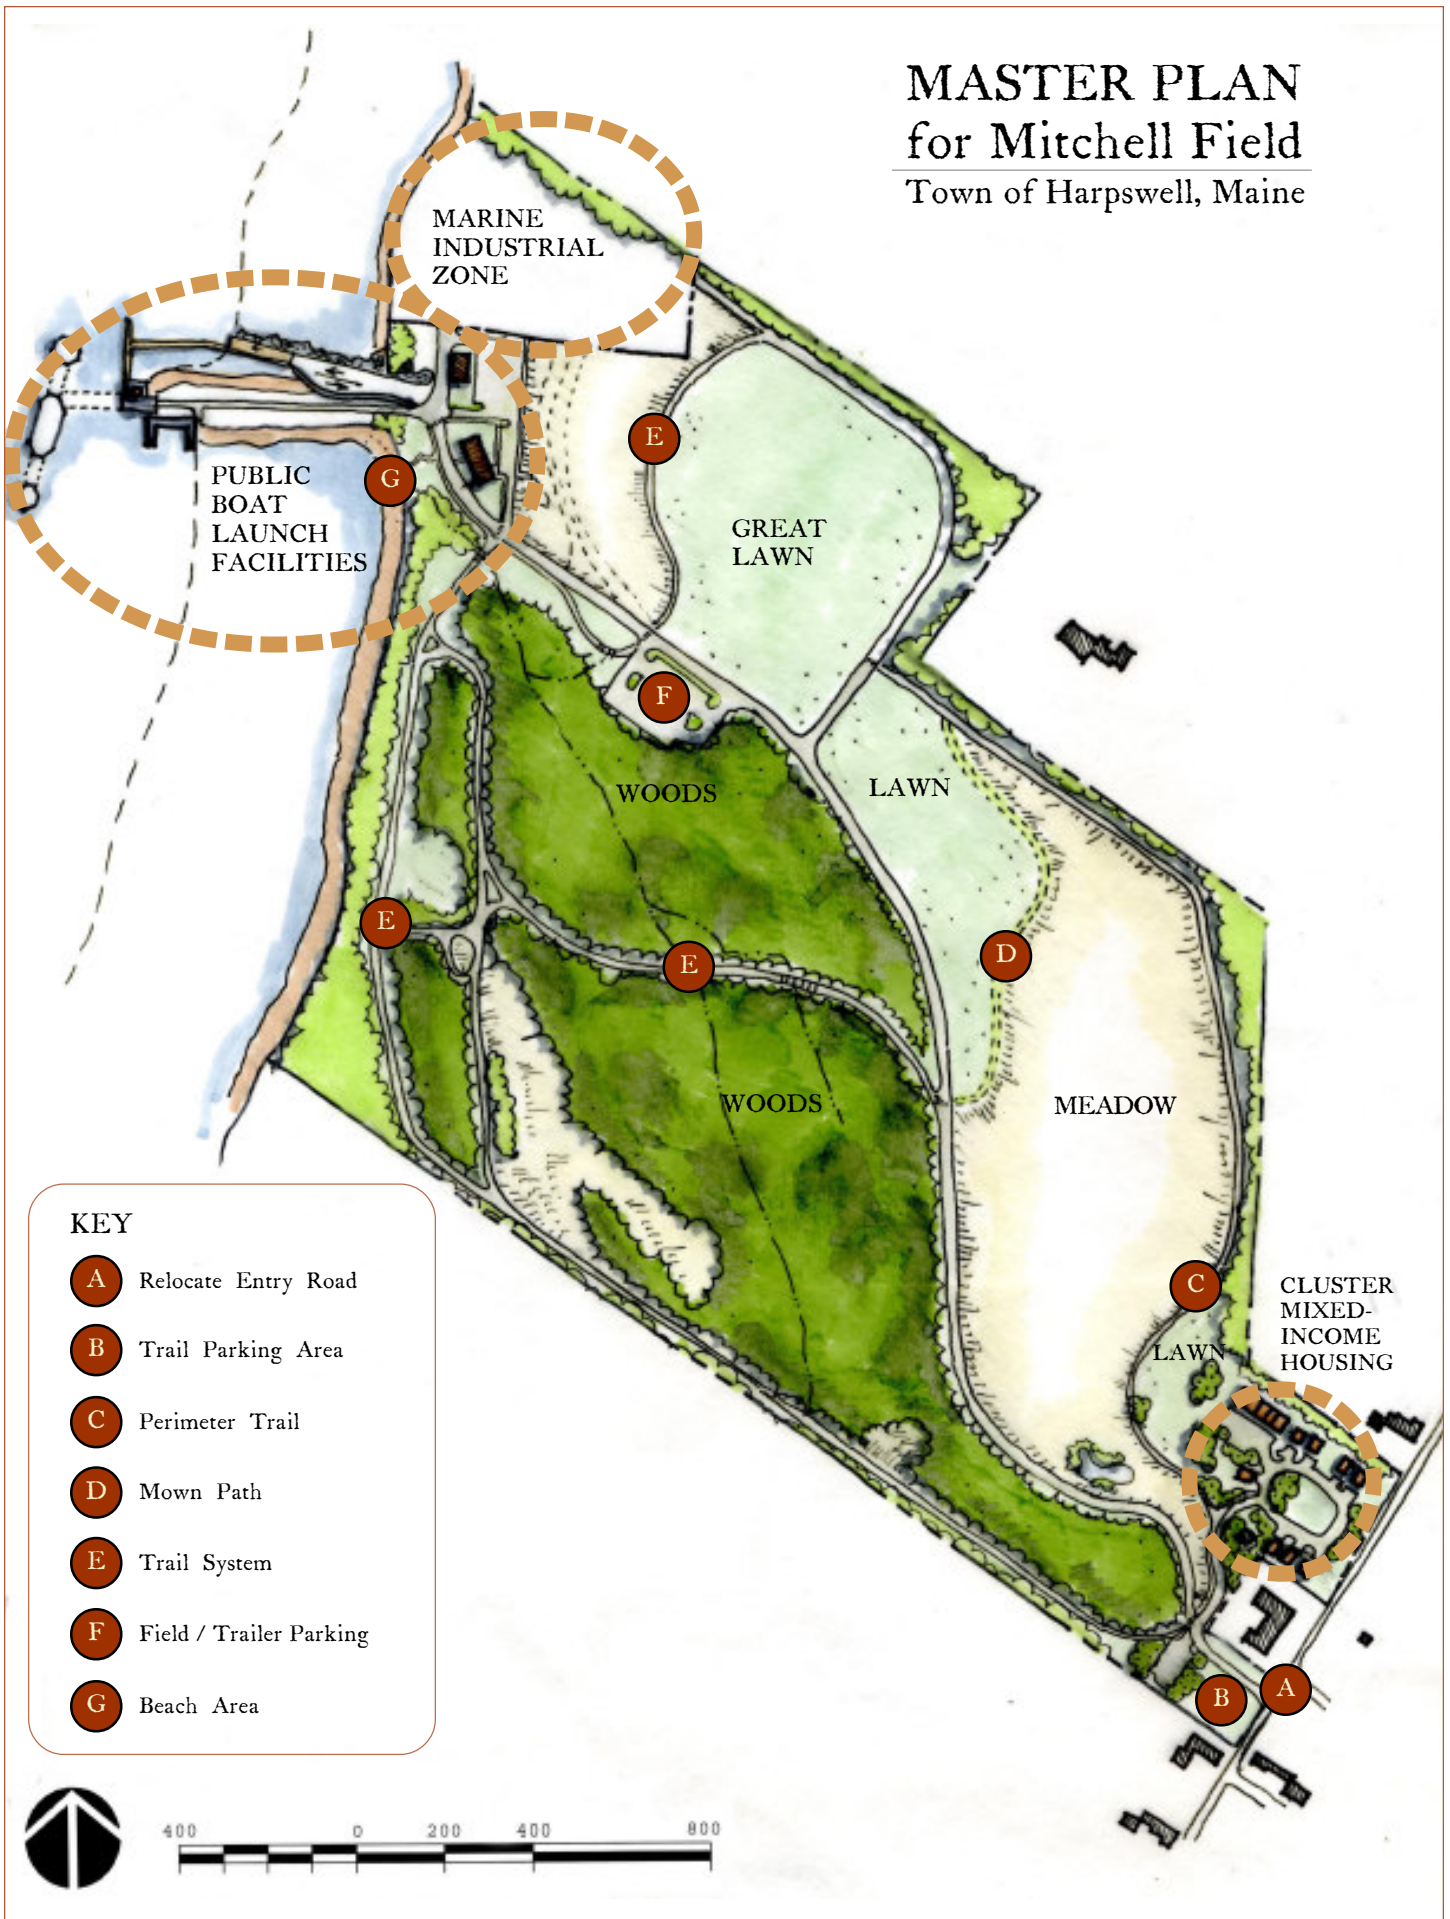 MASTER PLAN
for Mitchell Field
Town of Harpswell, Maine
MARINE
INDUSTRIAL
ZONE
E
G
PUBLIC
BOAT
LAUNCH
FACILITIES
GREAT
LAWN
F
WOODS
LAWN
E
E
D
WOODS
MEADOW
C
LAWN
CLUSTER
MIXED-
INCOME
HOUSING
B
A
KEY
A Relocate Entry Road
B Trail Parking Area
C Perimeter Trail
D Mown Path
E Trail System
F Field / Trailer Parking
G Beach Area
400 0 200 400 800